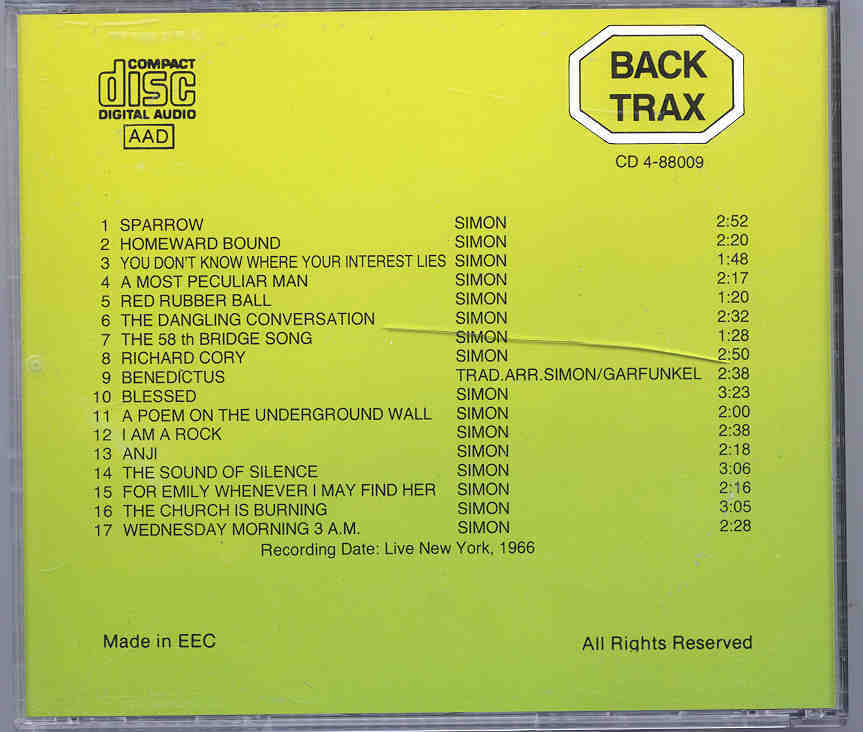 COMPACT
disc
DIGITAL AUDIO
AAD
BACK
TRAX
CD 4-88009
1 SPARROW SIMON 2:52
2 HOMEWARD BOUND SIMON 2:20
3 YOU DON'T KNOW WHERE YOUR INTEREST LIES SIMON 1:48
4 A MOST PECULIAR MAN SIMON 2:17
5 RED RUBBER BALL SIMON 1:20
6 THE DANGLING CONVERSATION SIMON 2:32
7 THE 58 th BRIDGE SONG SIMON 1:28
8 RICHARD CORY SIMON 2:50
9 BENEDICTUS TRAD.ARR.SIMON/GARFUNKEL 2:38
10 BLESSED SIMON 3:23
11 A POEM ON THE UNDERGROUND WALL SIMON 2:00
12 I AM A ROCK SIMON 2:38
13 ANJI SIMON 2:18
14 THE SOUND OF SILENCE SIMON 3:06
15 FOR EMILY WHENEVER I MAY FIND HER SIMON 2:16
16 THE CHURCH IS BURNING SIMON 3:05
17 WEDNESDAY MORNING 3 A.M. SIMON 2:28
Recording Date: Live New York, 1966
Made in EEC
All Rights Reserved